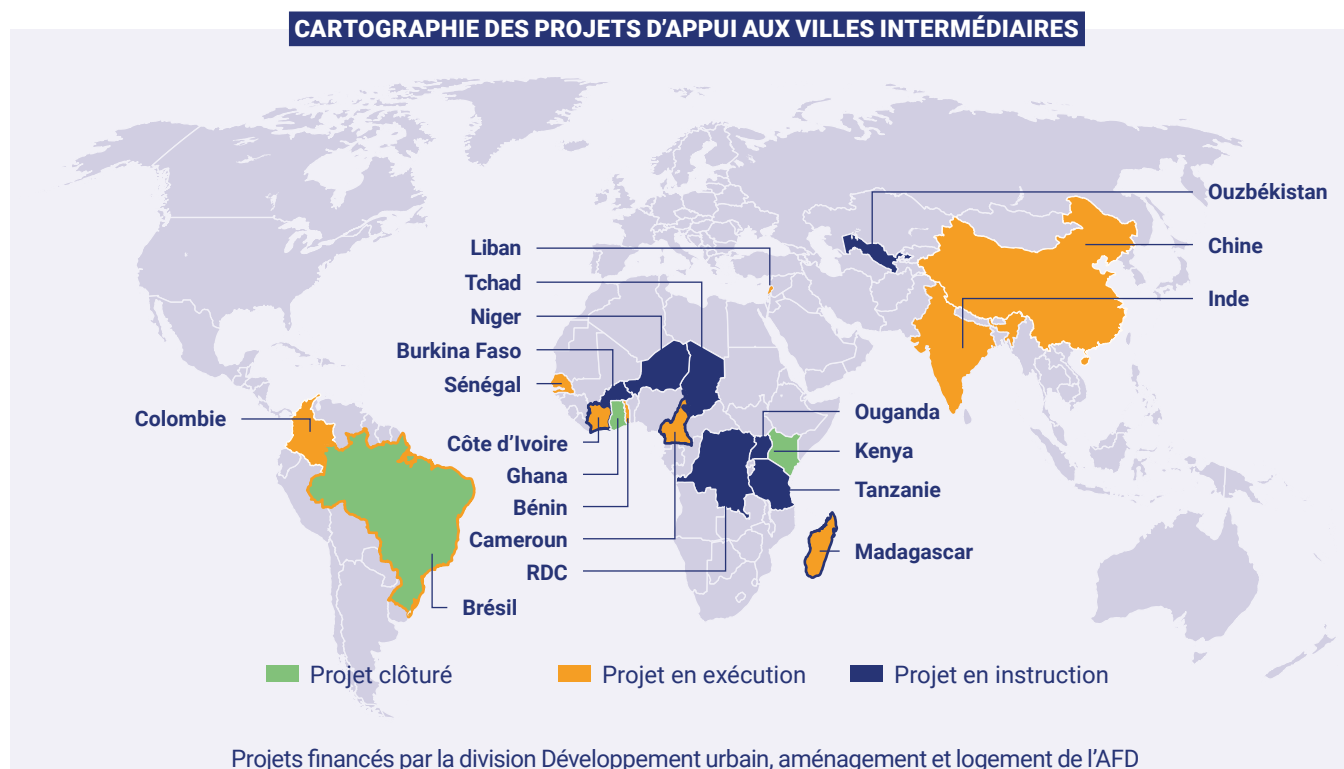 CARTOGRAPHIE DES PROJETS D’APPUI AUX VILLES INTERMÉDIAIRES
Ouzbékistan
Chine
Inde
Liban
Tchad
Niger
Burkina Faso
Sénégal
Colombie
Côte d’Ivoire
Ghana
Bénin
Cameroun
RDC
Brésil
Ouganda
Kenya
Tanzanie
Madagascar
Projet clôturé
Projet en exécution
Projet en instruction
Projets financés par la division Développement urbain, aménagement et logement de l’AFD